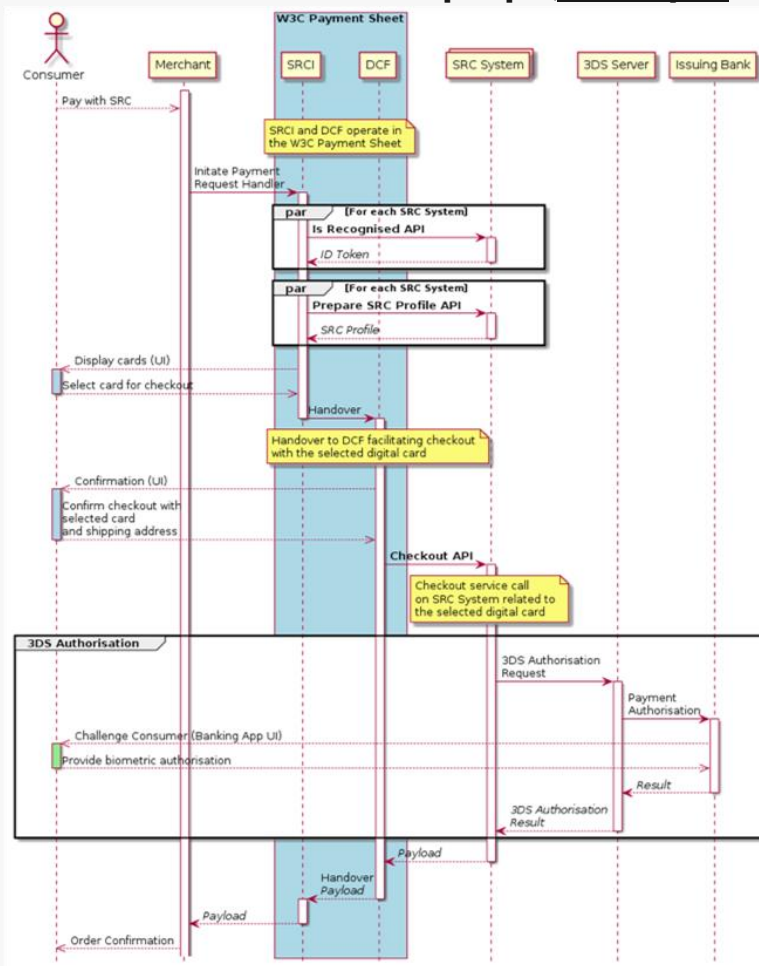 W3C Payment Sheet
Consumer
Merchant
SRCI
DCF
SRC System
3DS Server
Issuing Bank
Pay with SRC
SRCI and DCF operate in
the W3C Payment Sheet
Initate Payment
Request Handler
par [For each SRC System]
Is Recognised API
ID Token
par [For each SRC System]
Prepare SRC Profile API
SRC Profile
Display cards (UI)
Select card for checkout
Handover
Handover to DCF facilitating checkout
with the selected digital card
Confirmation (UI)
Confirm checkout with
selected card
and shipping address
Checkout API
Checkout service call
on SRC System related to
the selected digital card
3DS Authorisation
3DS Authorisation
Request
Payment
Authorisation
Challenge Consumer (Banking App UI)
Provide biometric authorisation
Result
3DS Authorisation
Result
Payload
Handover
Payload
Payload
Order Confirmation